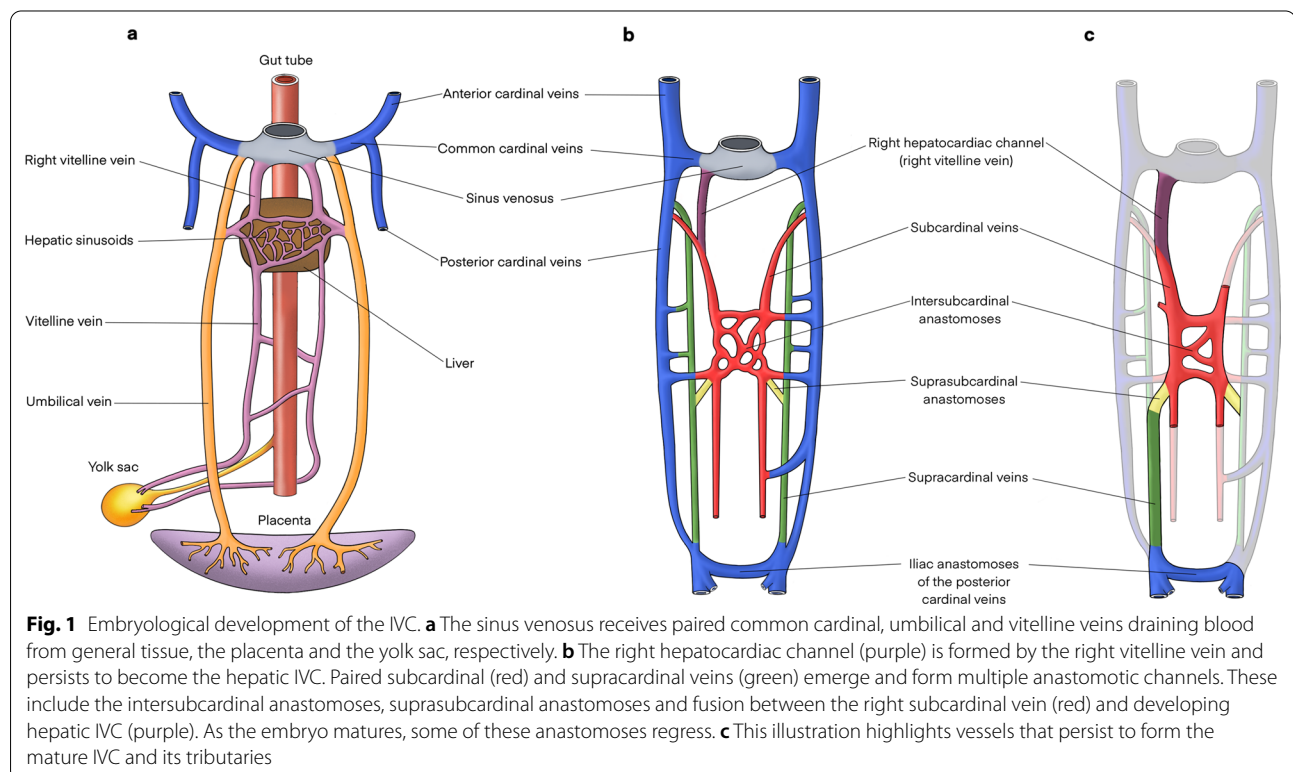 a
Gut tube
Anterior cardinal veins
Right vitelline vein
Common cardinal veins
Sinus venosus
Hepatic sinusoids
Posterior cardinal veins
Vitelline vein
Liver
Umbilical vein
Yolk sac
Placenta
b
c
Right hepatocardiac channel
(right vitelline vein)
Subcardinal veins
Intersubcardinal
anastomoses
Suprasubcardinal
anastomoses
Supracardinal veins
Iliac anastomoses
of the posterior
cardinal veins
Fig. 1 Embryological development of the IVC. a The sinus venosus receives paired common cardinal, umbilical and vitelline veins draining blood
from general tissue, the placenta and the yolk sac, respectively. b The right hepatocardiac channel (purple) is formed by the right vitelline vein and
persists to become the hepatic IVC. Paired subcardinal (red) and supracardinal veins (green) emerge and form multiple anastomotic channels. These
include the intersubcardinal anastomoses, suprasubcardinal anastomoses and fusion between the right subcardinal vein (red) and developing
hepatic IVC (purple). As the embryo matures, some of these anastomoses regress. c This illustration highlights vessels that persist to form the
mature IVC and its tributaries